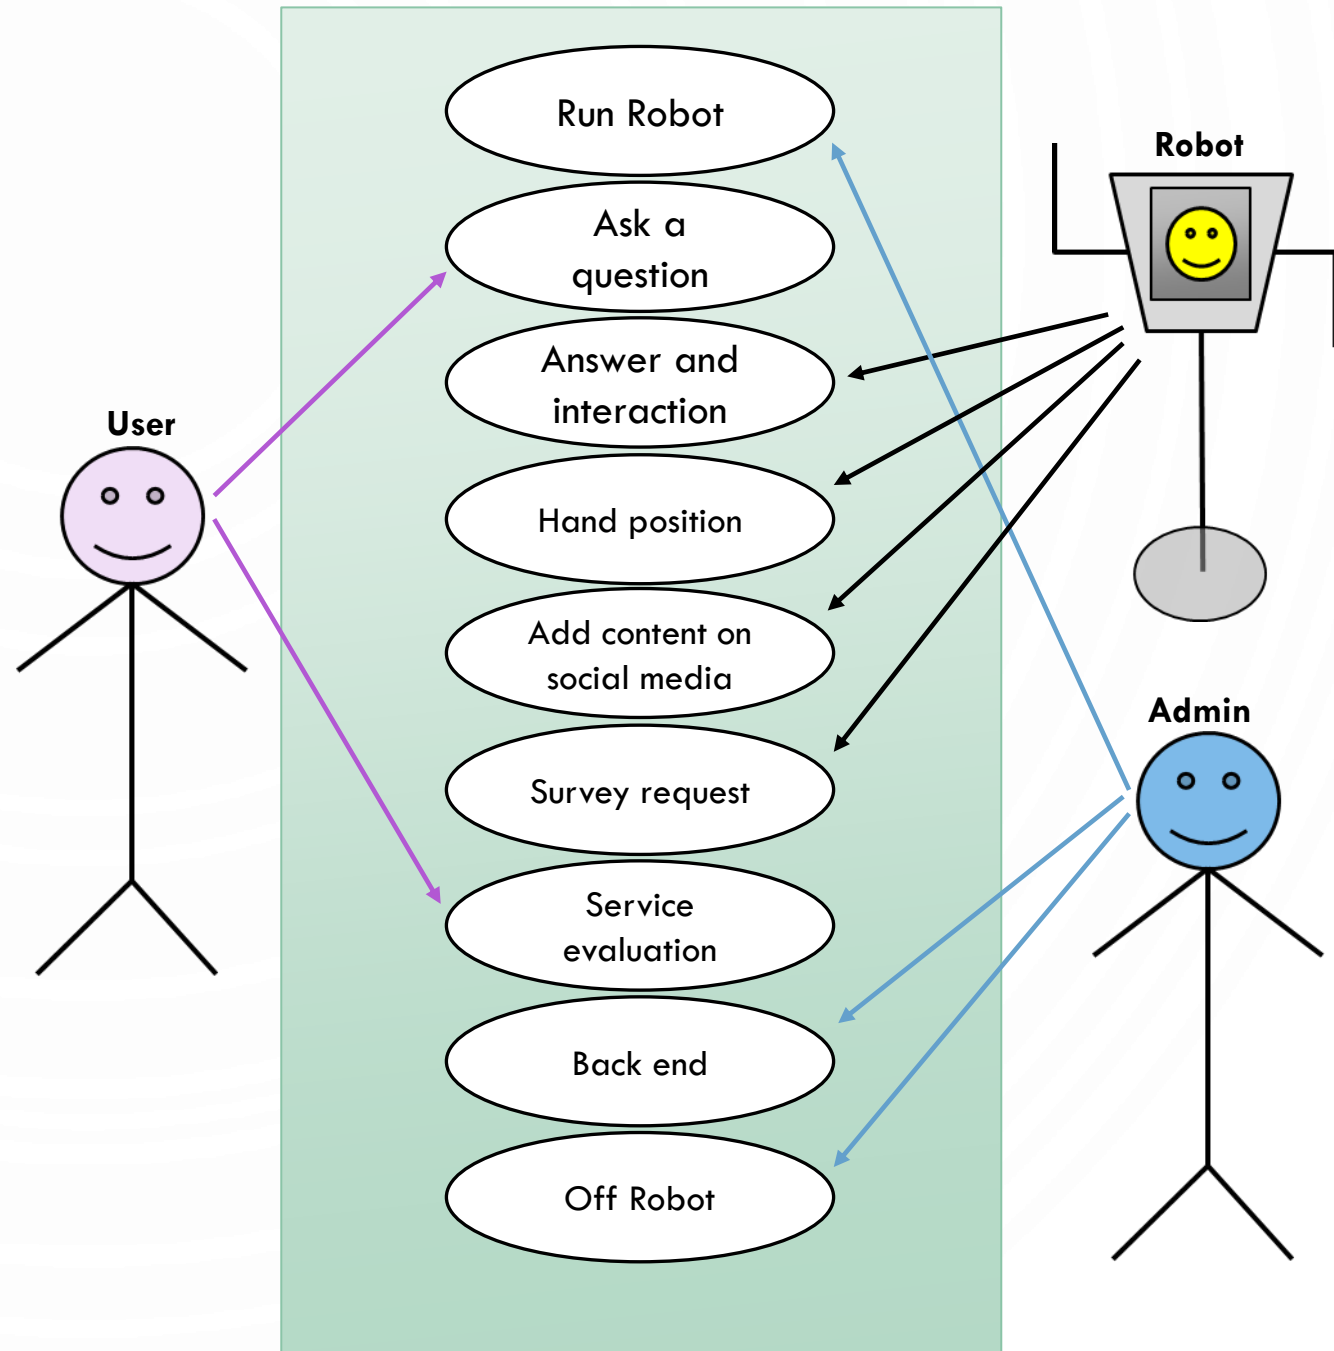 Run Robot
Ask a
question
Answer and
interaction
Hand position
Add content on
social media
Survey request
Service
evaluation
Back end
Off Robot
User
Robot
Admin